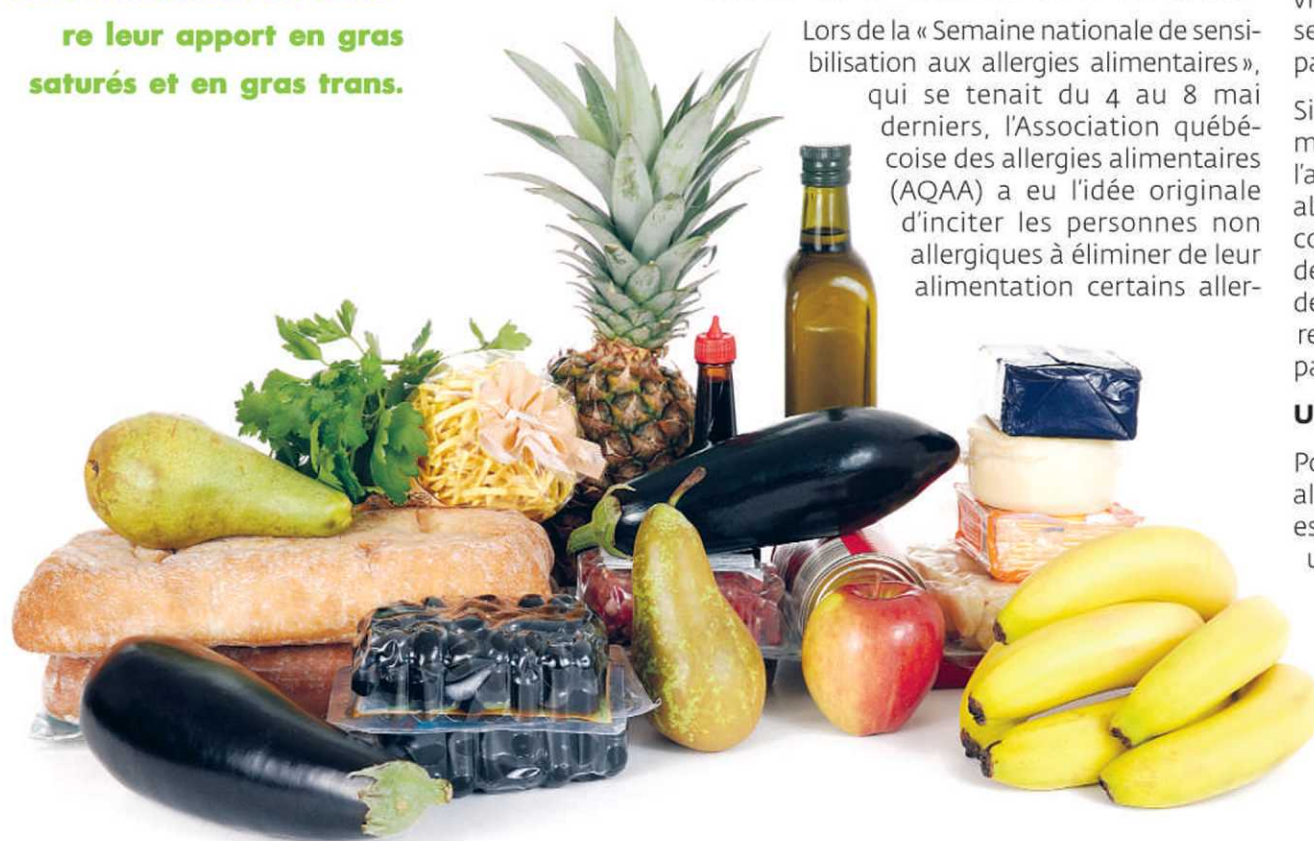 re leur apport en gras
saturés et en gras trans.
Lors de la « Semaine nationale de sensi-
bilisation aux allergies alimentaires »,
qui se tenait du 4 au 8 mai
derniers, l'Association québé-
coise des allergies alimentaires
(AQAA) a eu l'idée originale
d'inciter les personnes non
allergiques à éliminer de leur
alimentation certains aller-